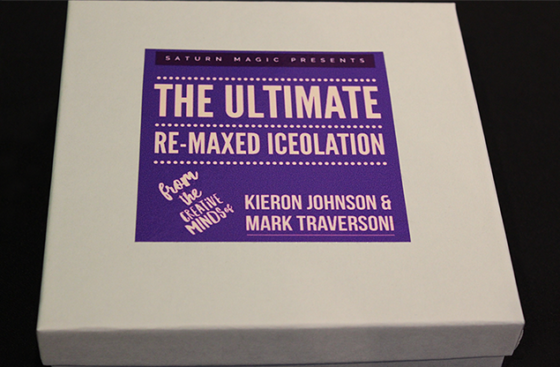 SATURN MAGIC PRESENTS
THE ULTIMATE
RE-MAXED ICEOLATION
from
the
CREATIVE
MINDS of
KIERON JOHNSON &
MARK TRAVERSONI